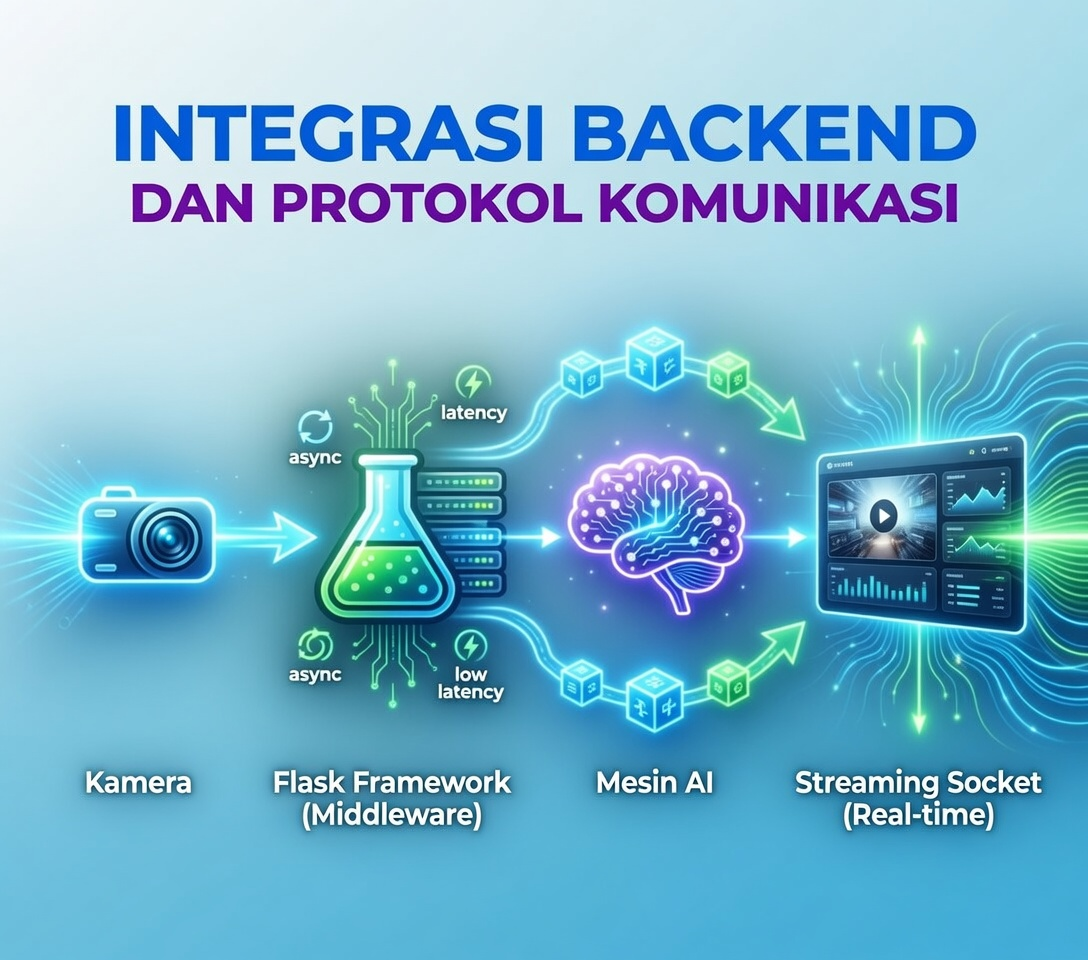 INTEGRASI BACKEND
DAN PROTOKOL KOMUNIKASI
latency
async
async
low
latency
Kamera
Flask Framework
(Middleware)
Mesin AI
Streaming Socket
(Real-time)